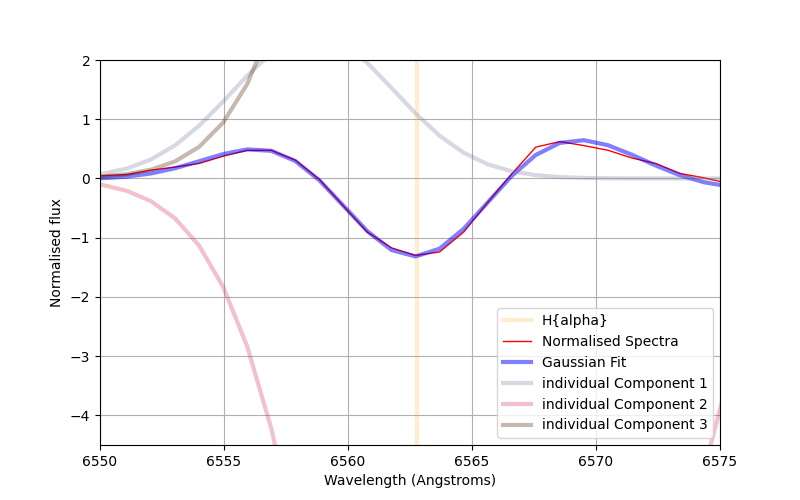 2
1
0
−1
−2
−3
−4
Normalised flux
6550 6555 6560 6565 6570 6575
Wavelength (Angstroms)
H{alpha}
Normalised Spectra
Gaussian Fit
individual Component 1
individual Component 2
individual Component 3